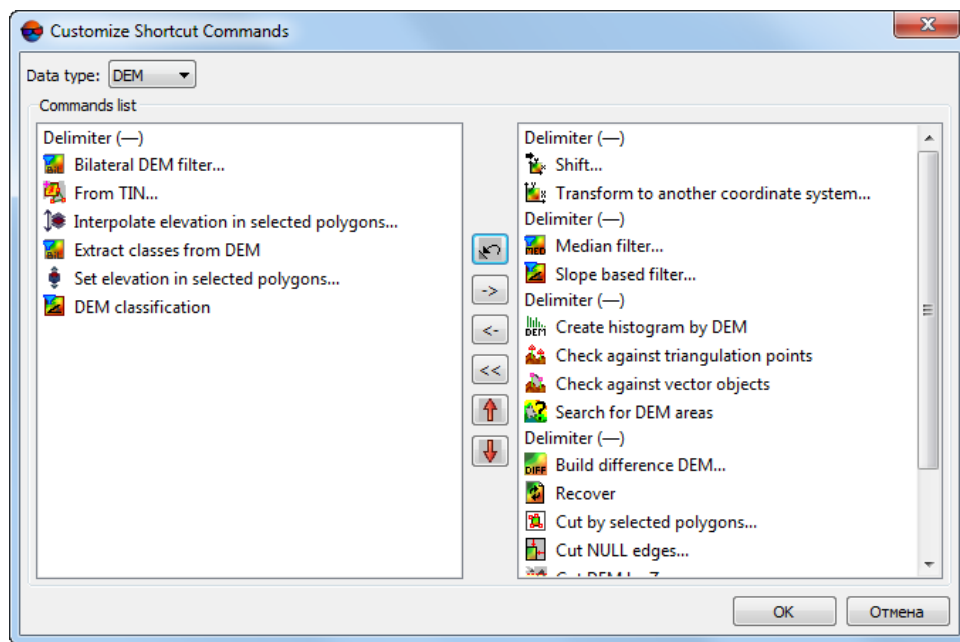 Customize Shortcut Commands
Data type: DEM
Commands list
Delimiter (—)
Bilateral DEM filter...
From TIN...
Interpolate elevation in selected polygons...
Extract classes from DEM
Set elevation in selected polygons...
DEM classification
->
<-
<<
Delimiter (—)
Shift...
Transform to another coordinate system...
Delimiter (—)
Median filter...
Slope based filter...
Delimiter (—)
Create histogram by DEM
Check against triangulation points
Check against vector objects
Search for DEM areas
Delimiter (—)
Build difference DEM...
Recover
Cut by selected polygons...
Cut NULL edges...
OK
Отмена